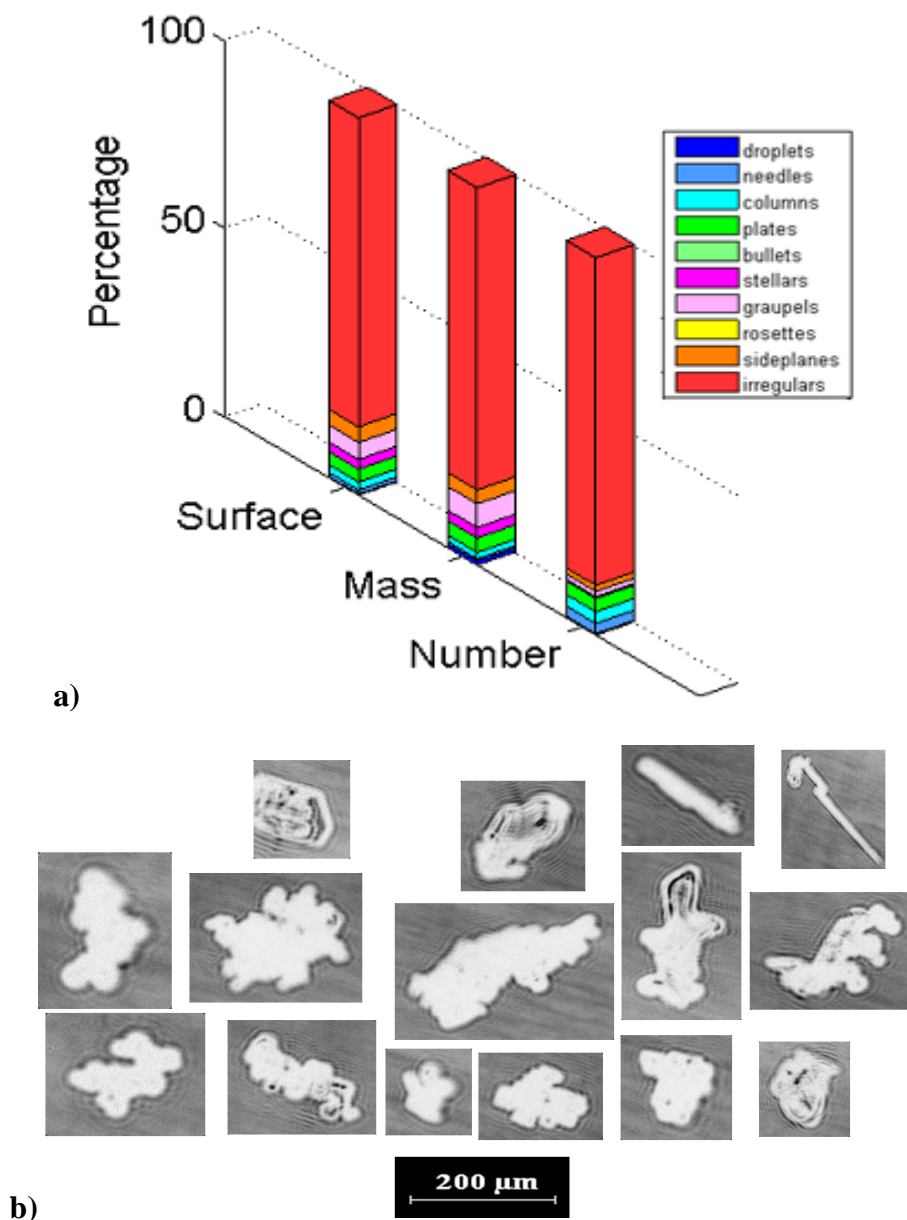 100
50
0
Percentage
Surface
Mass
Number
droplets
needles
columns
plates
bullets
stellars
graupels
rosettes
sideplanes
irregulars
a)
200 µm
b)